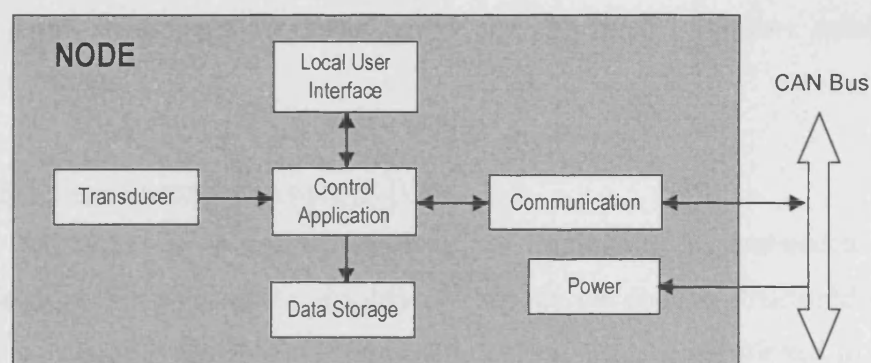 NODE
Local User
Interface
CAN Bus
Transducer
Control
Application
Communication
Data Storage
Power